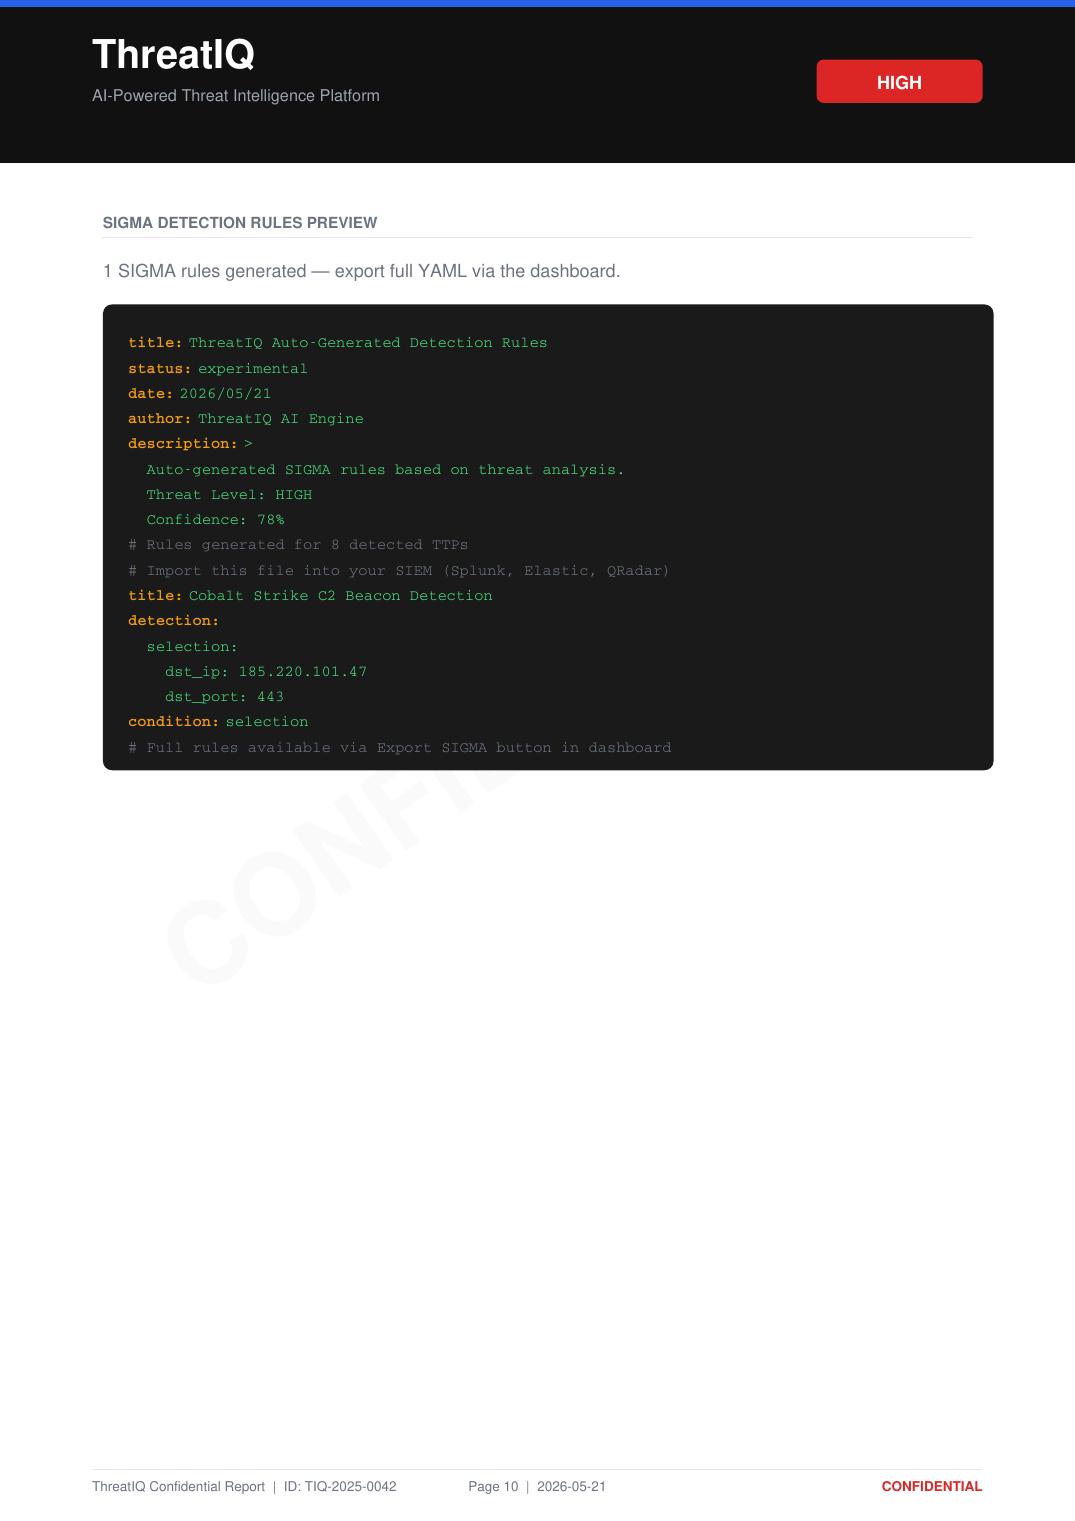 ThreatIQ
AI-Powered Threat Intelligence Platform
HIGH
SIGMA DETECTION RULES PREVIEW
1 SIGMA rules generated — export full YAML via the dashboard.
title: ThreatIQ Auto-Generated Detection Rules
status: experimental
date: 2026/05/21
author: ThreatIQ AI Engine
description: >
Auto-generated SIGMA rules based on threat analysis.
Threat Level: HIGH
Confidence: 78%
# Rules generated for 8 detected TTPs
# Import this file into your SIEM (Splunk, Elastic, QRadar)
title: Cobalt Strike C2 Beacon Detection
detection:
selection:
dst_ip: 185.220.101.47
dst_port: 443
condition: selection
# Full rules available via Export SIGMA button in dashboard
ThreatIQ Confidential Report | ID: TIQ-2025-0042
Page 10 | 2026-05-21
CONFIDENTIAL